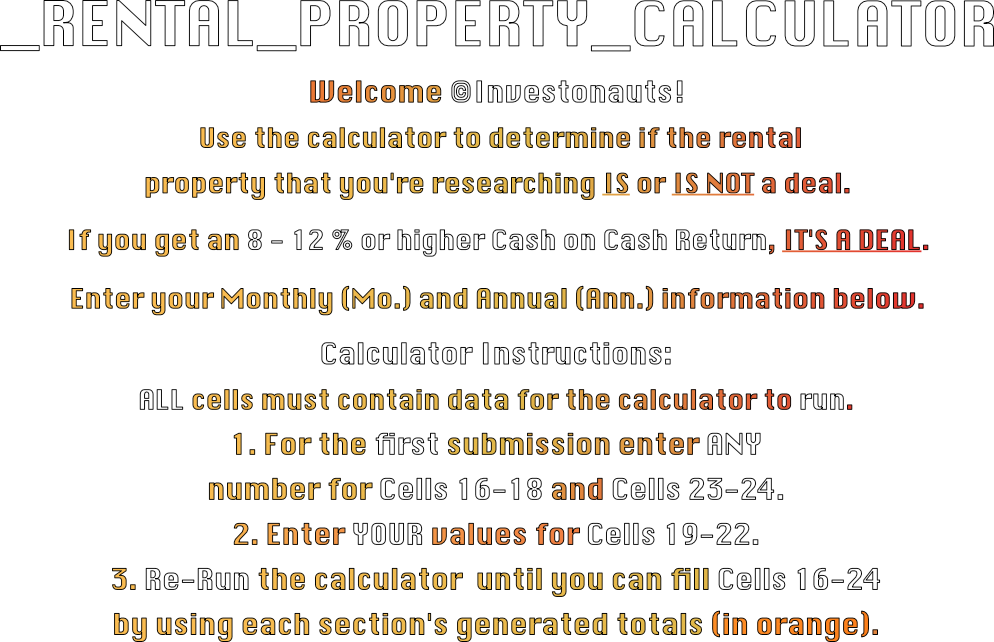 _RENTAL_PROPERTY_CALCULATOR
Welcome @Investonauts!
Use the calculator to determine if the rental
property that you're researching IS or IS NOT a deal.
If you get an 8 - 12 % or higher Cash on Cash Return, IT'S A DEAL.
Enter your Monthly (Mo.) and Annual (Ann.) information below.
Calculator Instructions:
ALL cells must contain data for the calculator to run.
1. For the first submission enter ANY
number for Cells 16-18 and Cells 23-24.
2. Enter YOUR values for Cells 19-22.
3. Re-Run the calculator until you can fill Cells 16-24
by using each section's generated totals (in orange).